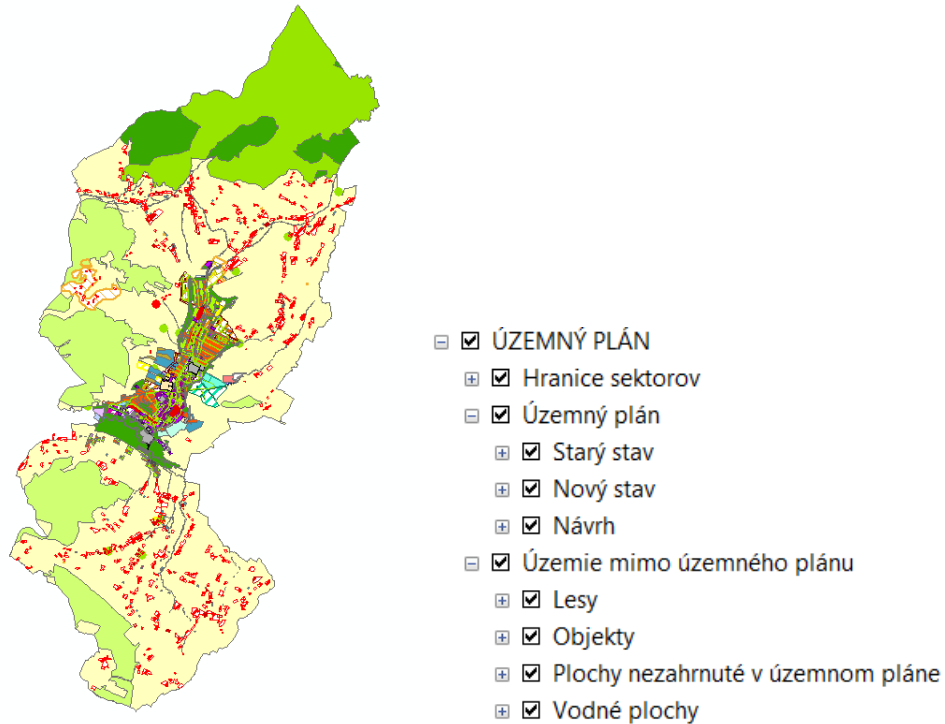 ÚZEMNÝ PLÁN
Hranice sektorov
Územný plán
Starý stav
Nový stav
Návrh
Územie mimo územného plánu
Lesy
Objekty
Plochy nezahrnuté v územnom pláne
Vodné plochy